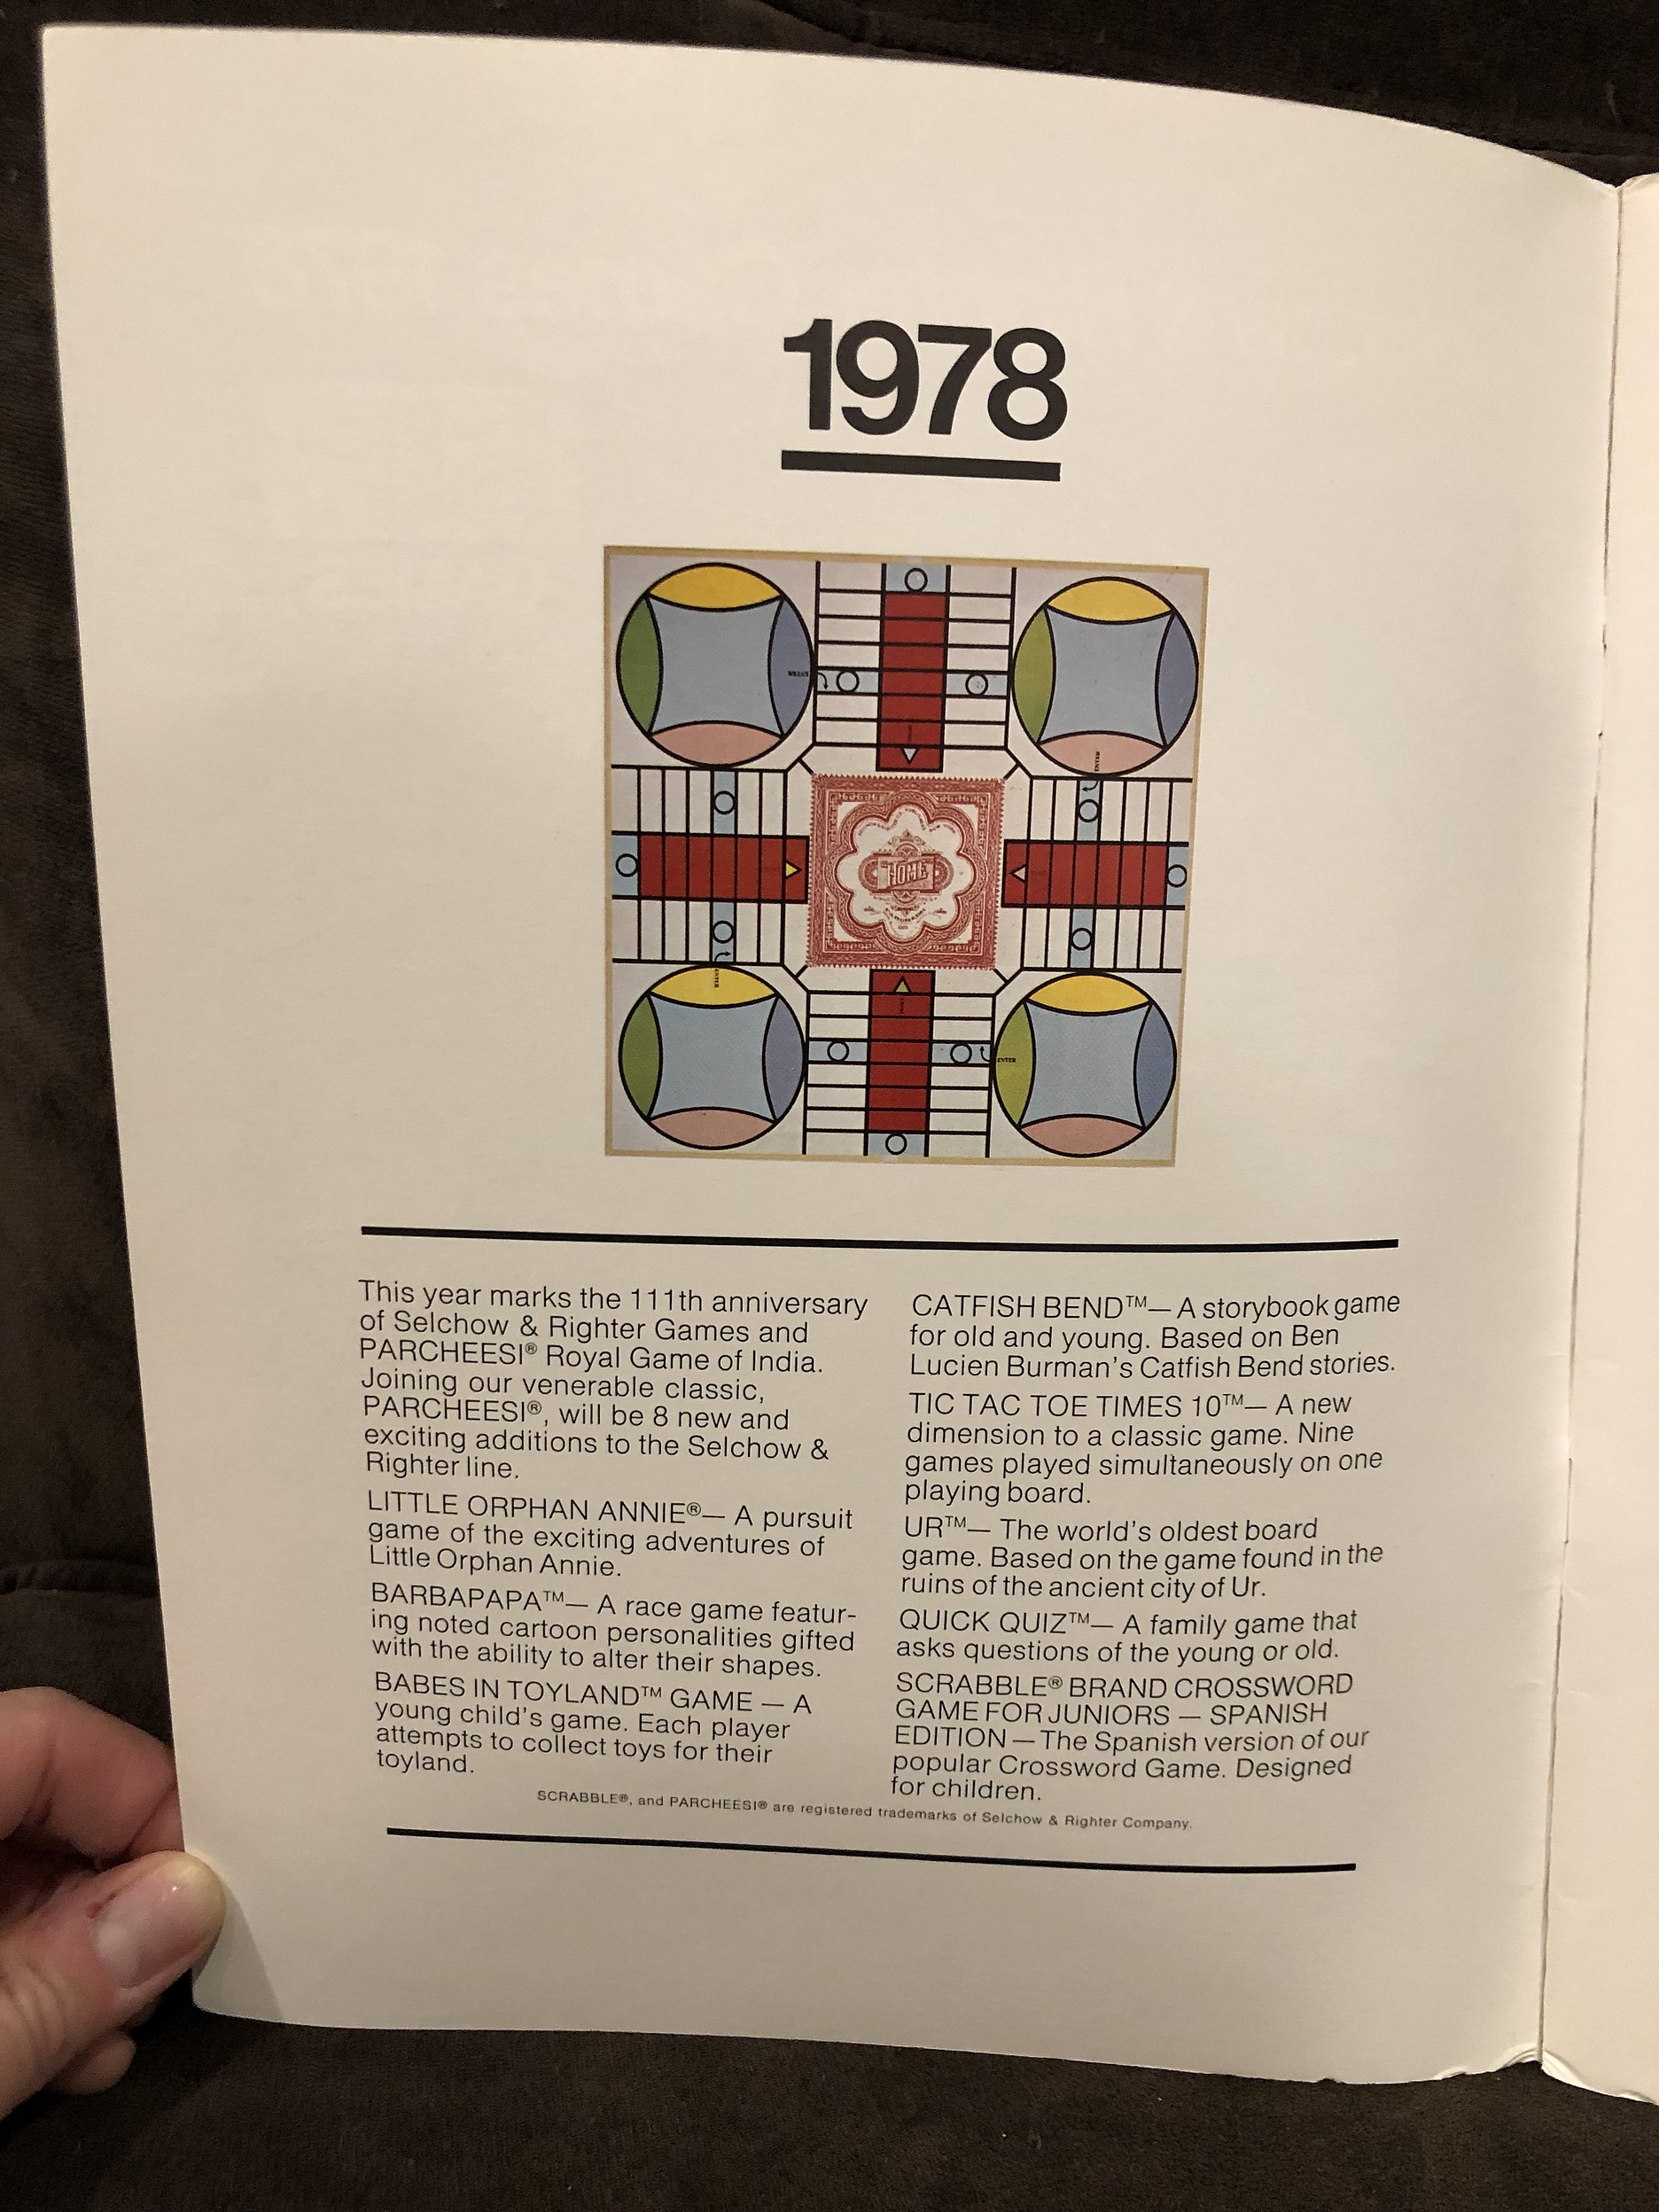 1978
ENTER
ENTER
HOME
ENTER
ENTER
This year marks the 111th anniversary
of Selchow & Righter Games and
PARCHEESI® Royal Game of India.
Joining our venerable classic,
PARCHEESI®, will be 8 new and
exciting additions to the Selchow &
Righter line.
LITTLE ORPHAN ANNIE®— A pursuit
game of the exciting adventures of
Little Orphan Annie.
BARBAPAPA™— A race game featur-
ing noted cartoon personalities gifted
with the ability to alter their shapes.
BABES IN TOYLAND™ GAME — A
young child's game. Each player
attempts to collect toys for their
toyland.
CATFISH BEND™— A storybook game
for old and young. Based on Ben
Lucien Burman's Catfish Bend stories.
TIC TAC TOE TIMES 10™— A new
dimension to a classic game. Nine
games played simultaneously on one
playing board.
UR™— The world's oldest board
game. Based on the game found in the
ruins of the ancient city of Ur.
QUICK QUIZ™— A family game that
asks questions of the young or old.
SCRABBLE® BRAND CROSSWORD
GAME FOR JUNIORS — SPANISH
EDITION — The Spanish version of our
popular Crossword Game. Designed
for children.
SCRABBLE®, and PARCHEESI® are registered trademarks of Selchow & Righter Company.